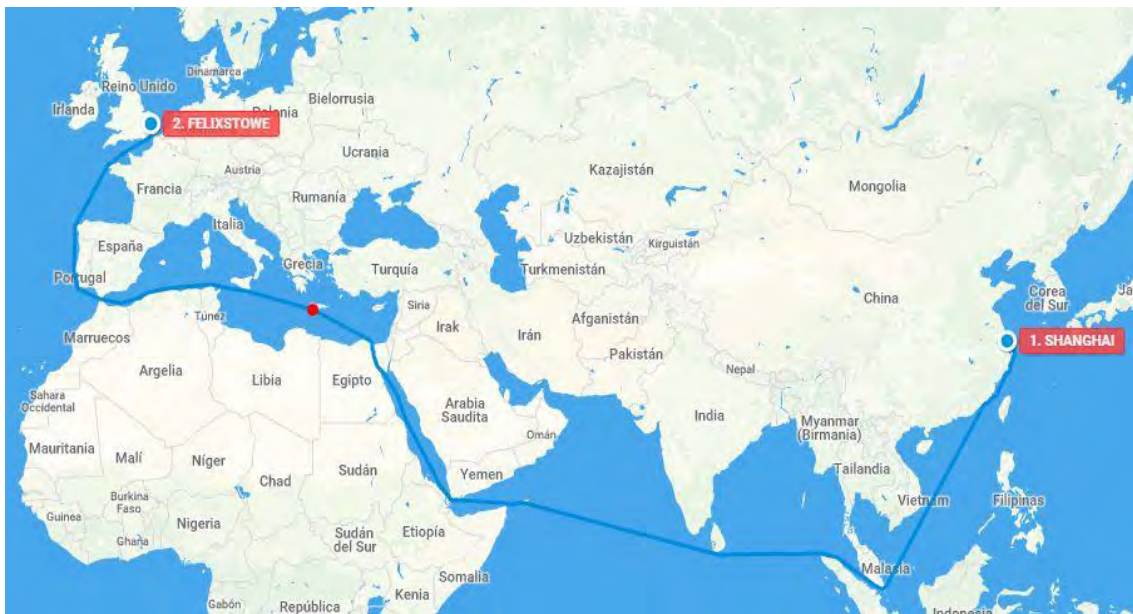 Dinamarca
Reino Unido
Irlanda
Polonia
Bielorrusia
2. FELIXSTOWE
Ucrania
Austria
Kazajistán
Mongolia
Francia
Rumanía
Italia
España
Uzbekistán
Kirguistán
Grecia
Turquía
Turkmenistán
Portugal
China
Corea
del Sur
Siria
Túnez
Irak
Irán
Afganistán
1. SHANGHAI
Marruecos
Pakistán
Argelia
Libia
Egipto
Nepal
Sahara
Occidental
Arabia
Saudita
India
Myanmar
(Birmania)
Omán
Mauritania
Malí
Níger
Chad
Sudán
Yemen
Tailandia
Burkina
Faso
Vietnam
Filipinas
Guinea
Nigeria
Etiopía
Ghana
Sudán
del Sur
Somalia
Malasia
Gabón
República
Kenia
Indonesia